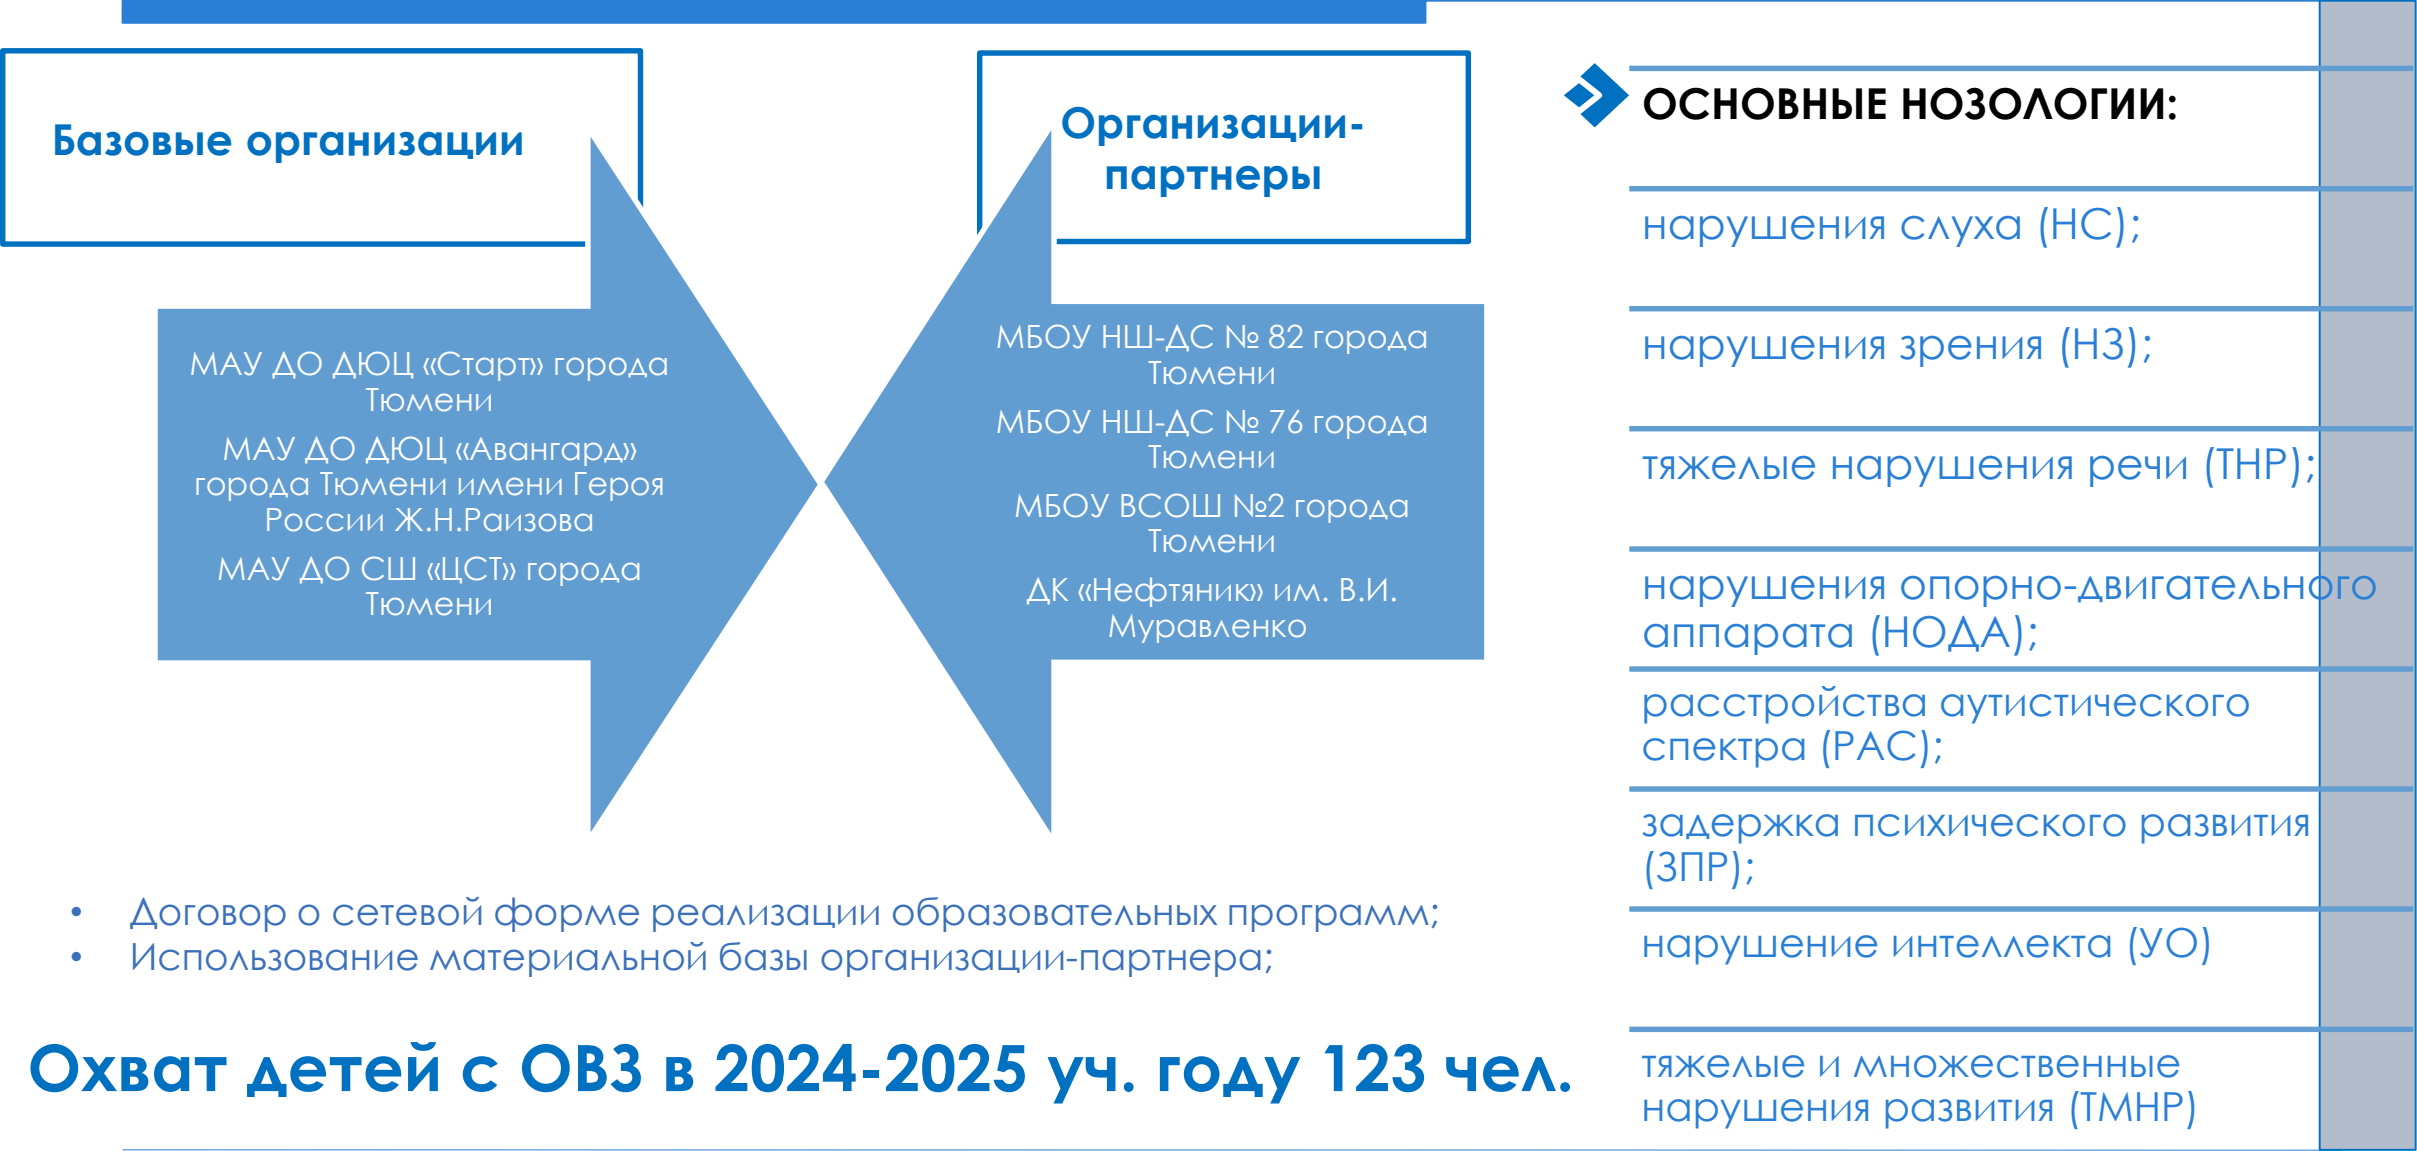 Базовые организации
МАУ ДО ДЮЦ «Старт» города
Тюмени
МАУ ДО ДЮЦ «Авангард»
города Тюмени имени Героя
России Ж.Н.Раизова
МАУ ДО СШ «ЦСТ» города
Тюмени
Организации-
партнеры
МБОУ НШ-ДС № 82 города
Тюмени
МБОУ НШ-ДС № 76 города
Тюмени
МБОУ ВСОШ №2 города
Тюмени
ДК «Нефтяник» им. В.И.
Муравленко
• Договор о сетевой форме реализации образовательных программ;
• Использование материальной базы организации-партнера;
Охват детей с ОВЗ в 2024-2025 уч. году 123 чел.
ОСНОВНЫЕ НОЗОЛОГИИ:
нарушения слуха (НС);
нарушения зрения (НЗ);
тяжелые нарушения речи (ТНР);
нарушения опорно-двигательного
аппарата (НОДА);
расстройства аутистического
спектра (РАС);
задержка психического развития
(ЗПР);
нарушение интеллекта (УО)
тяжелые и множественные
нарушения развития (ТМНР)